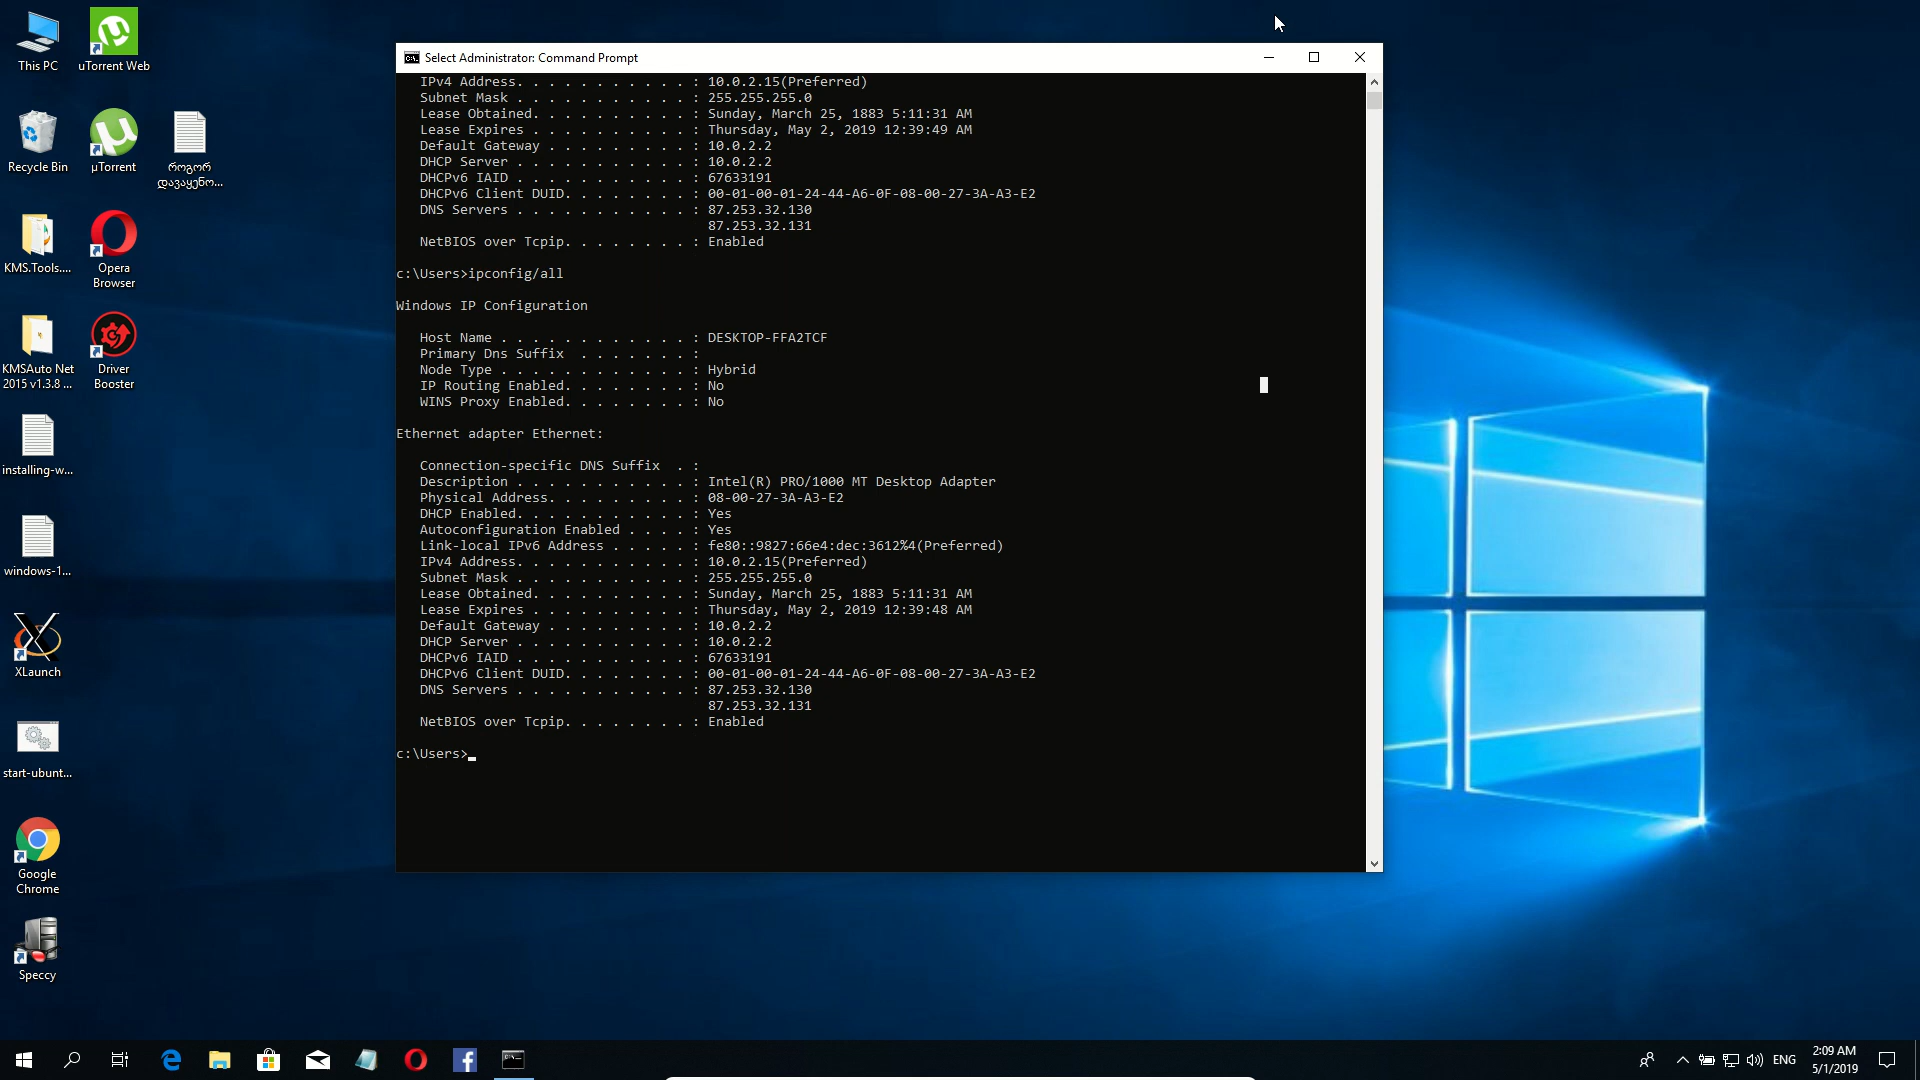 This PC
uTorrent Web
Recycle Bin
µTorrent
როგორ
დავაყენო...
KMS.Tools....
Opera
Browser
KMSAuto Net
2015 v1.3.8 ...
Driver
Booster
installing-w...
windows-1...
XLaunch
start-ubunt...
Google
Chrome
Speccy
Select Administrator: Command Prompt
IPv4 Address. . . . . . . . . . . : 10.0.2.15(Preferred)
Subnet Mask . . . . . . . . . . . : 255.255.255.0
Lease Obtained. . . . . . . . . . : Sunday, March 25, 1883 5:11:31 AM
Lease Expires . . . . . . . . . . : Thursday, May 2, 2019 12:39:49 AM
Default Gateway . . . . . . . . . : 10.0.2.2
DHCP Server . . . . . . . . . . . : 10.0.2.2
DHCPv6 IAID . . . . . . . . . . . : 67633191
DHCPv6 Client DUID. . . . . . . . : 00-01-00-01-24-44-A6-0F-08-00-27-3A-A3-E2
DNS Servers . . . . . . . . . . . : 87.253.32.130
87.253.32.131
NetBIOS over Tcpip. . . . . . . . : Enabled
c:\Users>ipconfig/all
Windows IP Configuration
Host Name . . . . . . . . . . . . : DESKTOP-FFA2TCF
Primary Dns Suffix  . . . . . . . :
Node Type . . . . . . . . . . . . : Hybrid
IP Routing Enabled. . . . . . . . : No
WINS Proxy Enabled. . . . . . . . : No
Ethernet adapter Ethernet:
Connection-specific DNS Suffix  . :
Description . . . . . . . . . . . : Intel(R) PRO/1000 MT Desktop Adapter
Physical Address. . . . . . . . . : 08-00-27-3A-A3-E2
DHCP Enabled. . . . . . . . . . . : Yes
Autoconfiguration Enabled . . . . : Yes
Link-local IPv6 Address . . . . . : fe80::9827:66e4:dec:3612%4(Preferred)
IPv4 Address. . . . . . . . . . . : 10.0.2.15(Preferred)
Subnet Mask . . . . . . . . . . . : 255.255.255.0
Lease Obtained. . . . . . . . . . : Sunday, March 25, 1883 5:11:31 AM
Lease Expires . . . . . . . . . . : Thursday, May 2, 2019 12:39:48 AM
Default Gateway . . . . . . . . . : 10.0.2.2
DHCP Server . . . . . . . . . . . : 10.0.2.2
DHCPv6 IAID . . . . . . . . . . . : 67633191
DHCPv6 Client DUID. . . . . . . . : 00-01-00-01-24-44-A6-0F-08-00-27-3A-A3-E2
DNS Servers . . . . . . . . . . . : 87.253.32.130
87.253.32.131
NetBIOS over Tcpip. . . . . . . . : Enabled
c:\Users>
ENG
2:09 AM
5/1/2019